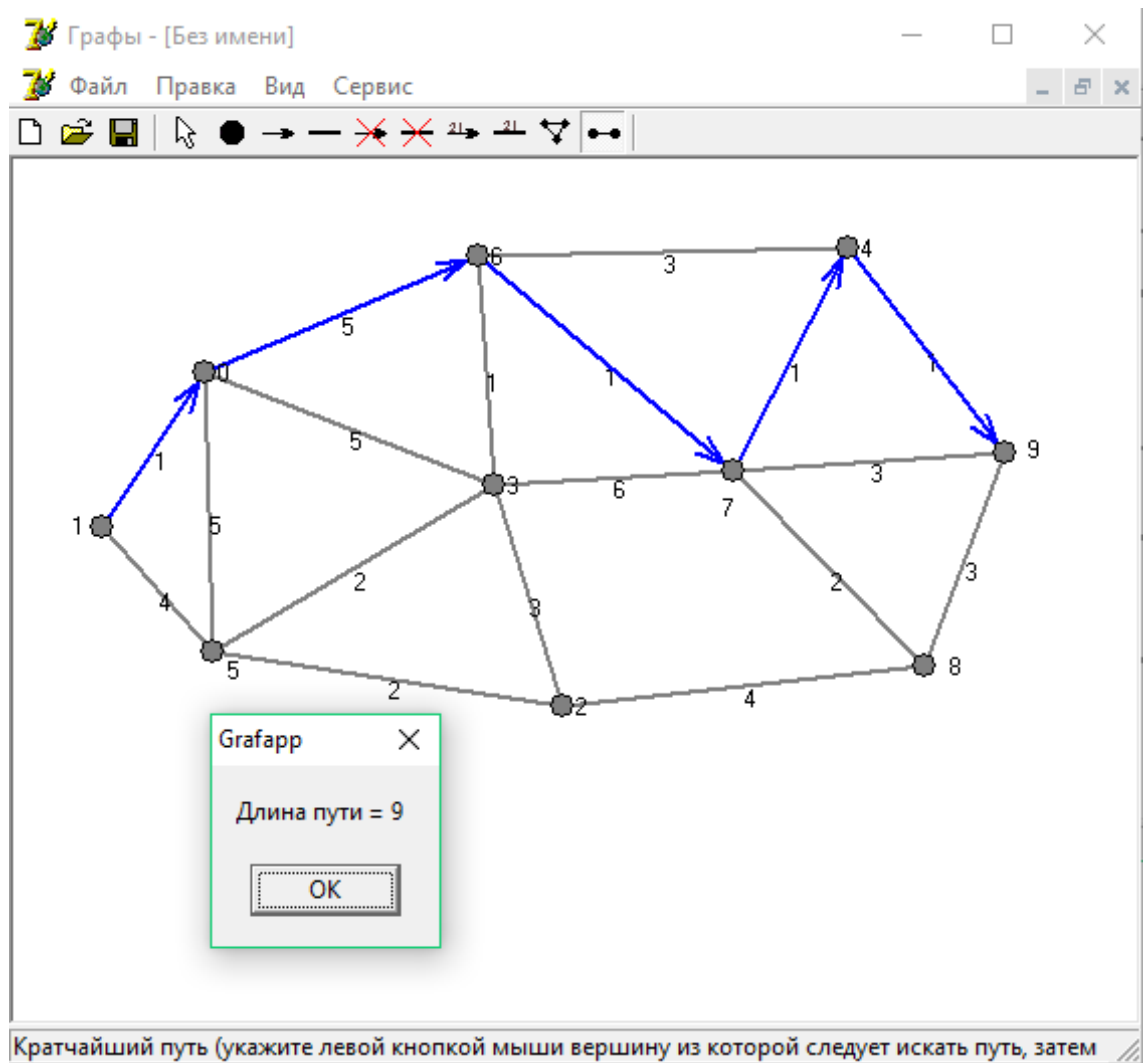 Графы - [Без имени]
Файл Правка Вид Сервис
21 21
6 4
3
5
0 1 1 1
1
5 9
1 3 3
6
7
1 5
2 2 3
4 3
5 8
2 2 4
Grafapp
Длина пути = 9
OK
Кратчайший путь (укажите левой кнопкой мыши вершину из которой следует искать путь, затем